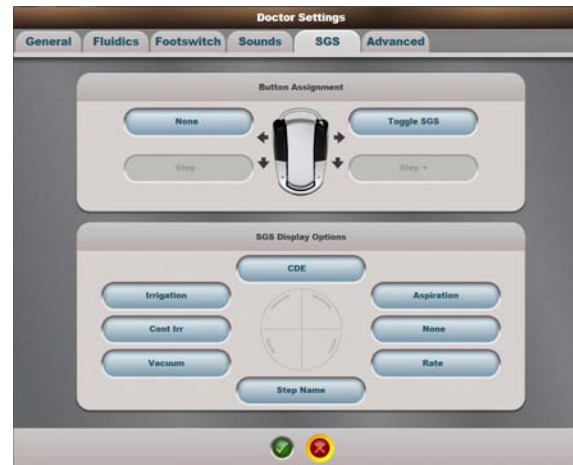 Doctor Settings
General Fluidics Footswitch Sounds SGS Advanced
Button Assignment
None Toggle SGS
Step - Step +
SGS Display Options
CDE
Irrigation Aspiration
Cont Irr None
Vacuum Rate
Step Name